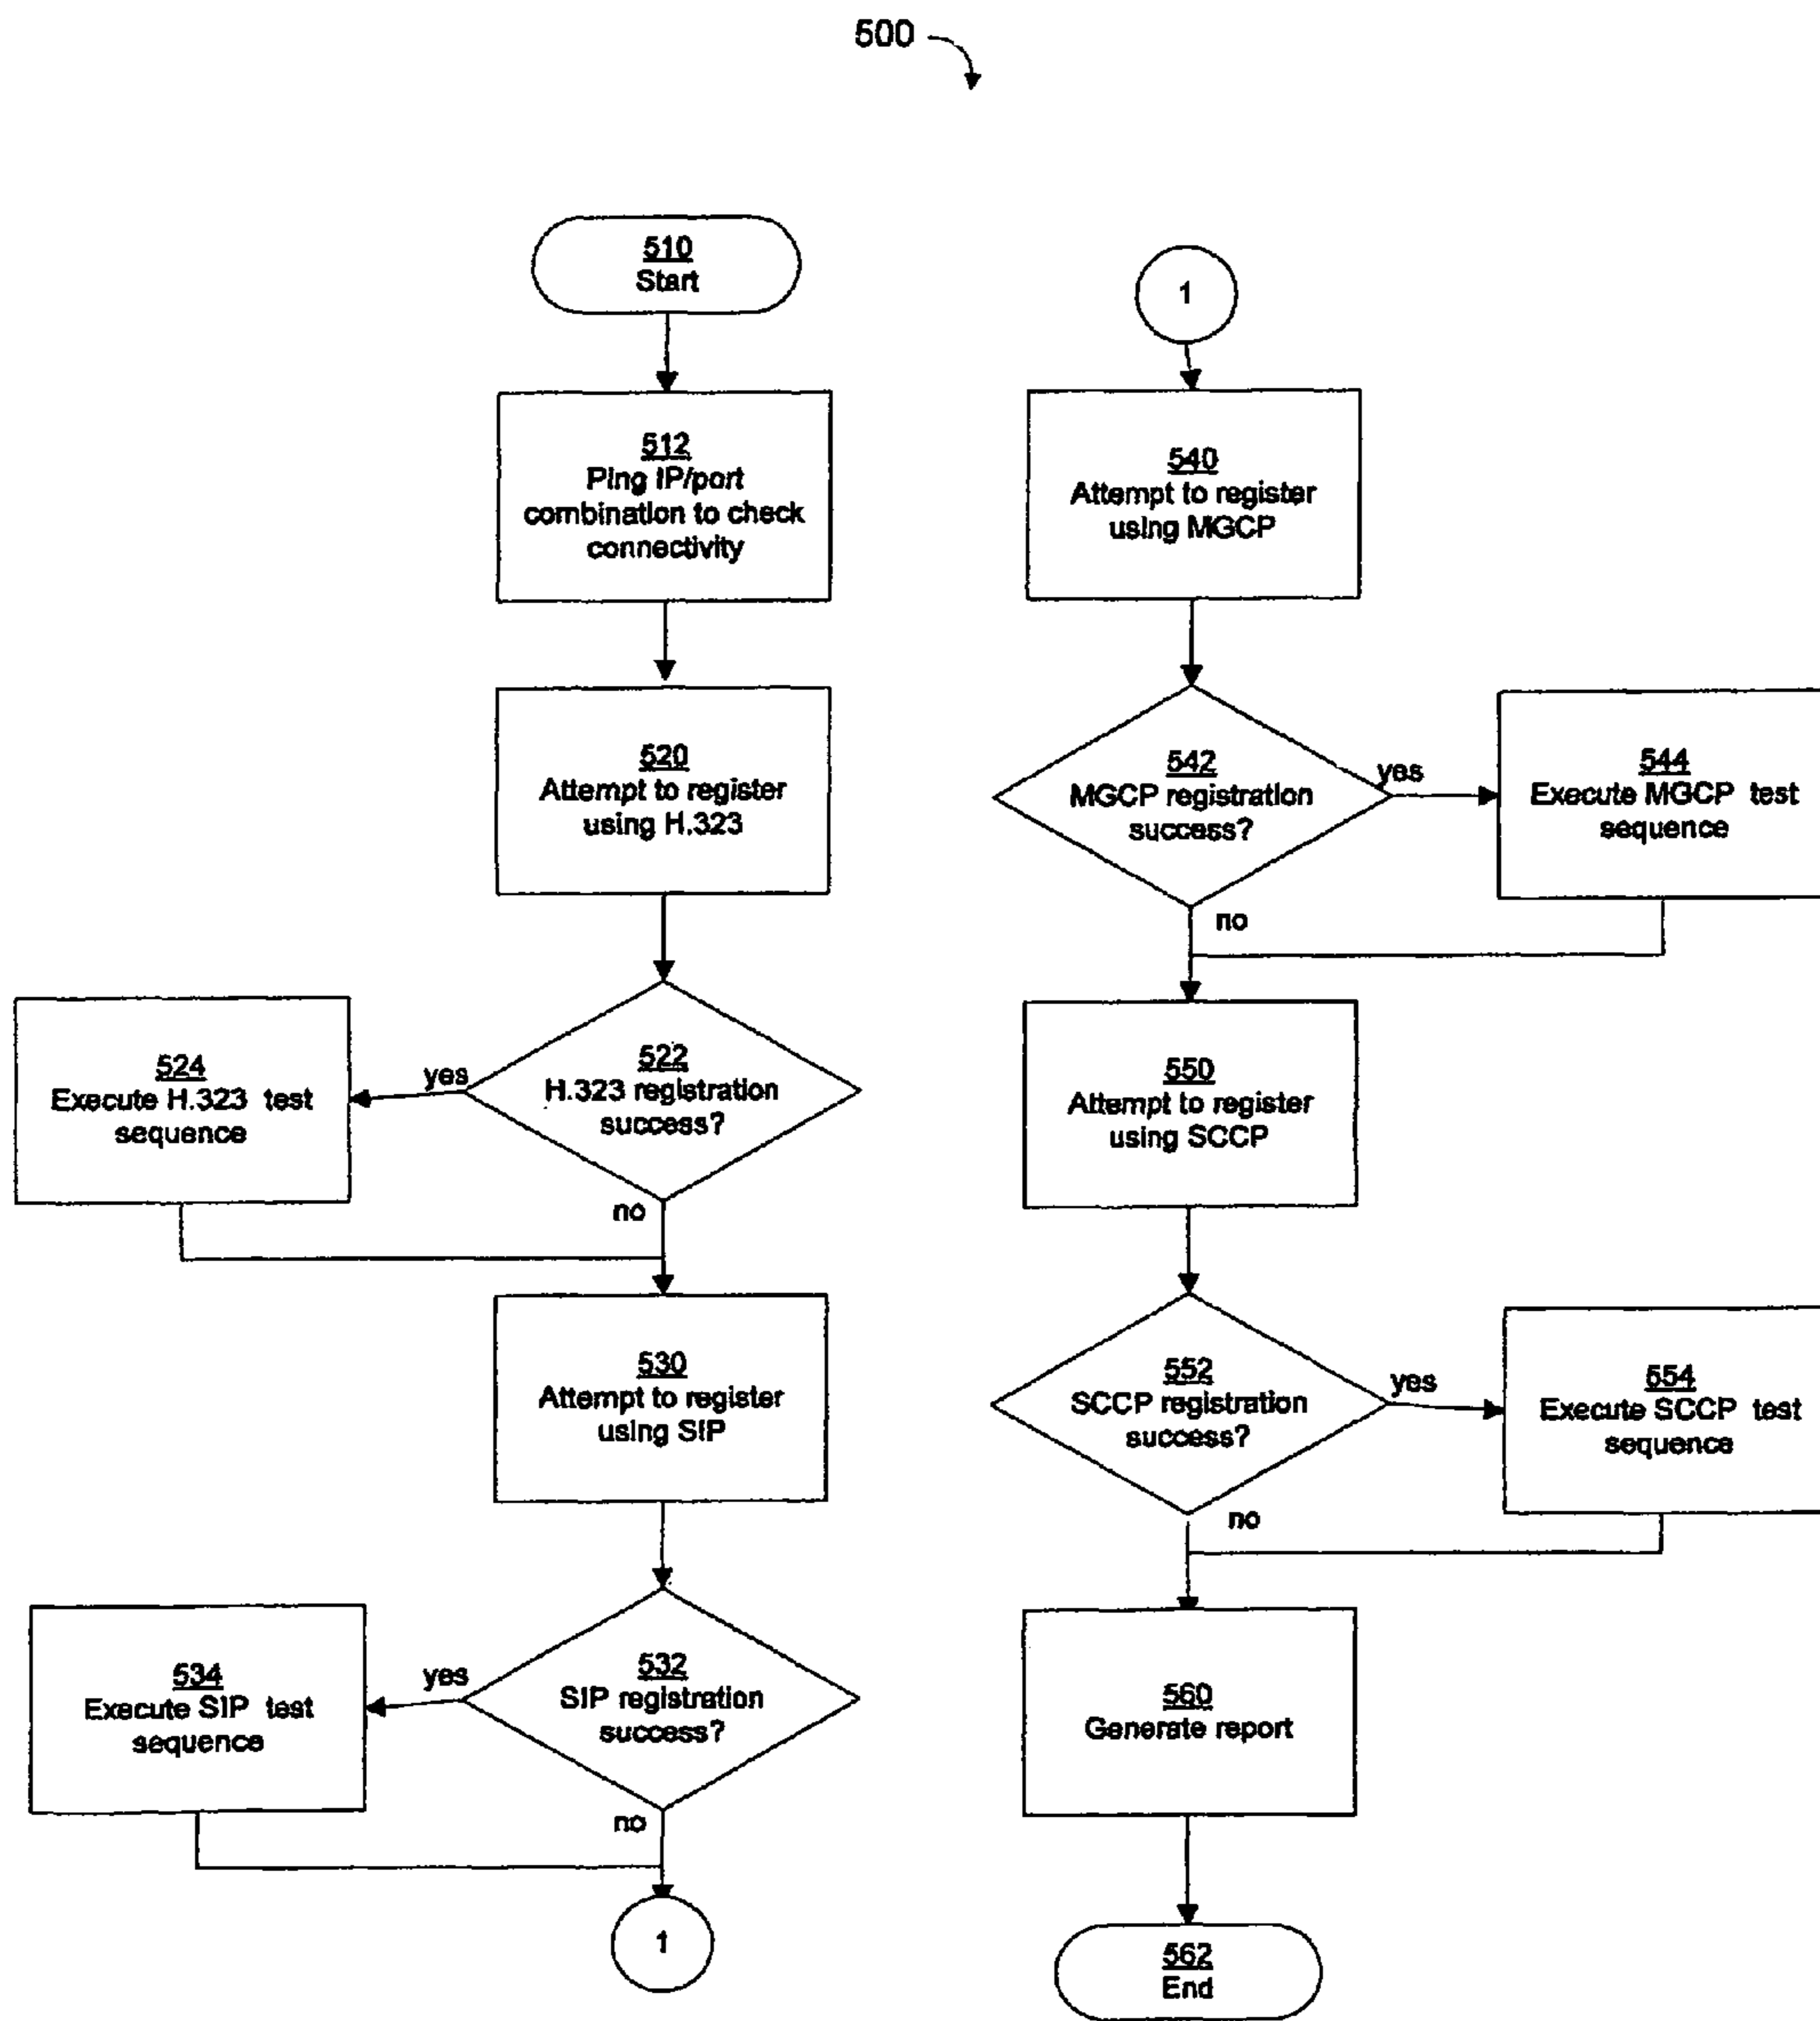 500
510
Start
512
Ping IP/port
combination to check
connectivity
520
Attempt to register
using H.323
522
H.323 registration
success?
yes
no
524
Execute H.323 test
sequence
530
Attempt to register
using SIP
532
SIP registration
success?
yes
no
534
Execute SIP test
sequence
1
1
540
Attempt to register
using MGCP
542
MGCP registration
success?
yes
no
544
Execute MGCP test
sequence
550
Attempt to register
using SCCP
552
SCCP registration
success?
yes
no
554
Execute SCCP test
sequence
560
Generate report
562
End